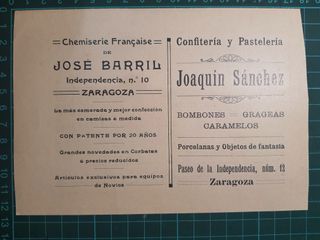 Chemiserie Française
DE
JOSÉ BARRIL
Independencia, n.º 10
ZARAGOZA
La más esmerada y mejor confección
en camisas a medida
CON PATENTE POR 20 AÑOS
Grandes novedades en Corbatas
a precios reducidos
Artículos exclusivos para equipos
de Novios
Confitería y Pastelería
Joaquín Sánchez
BOMBONES — GRAGEAS
CARAMELOS
Porcelanas y Objetos de fantasía
Paseo de la Independencia, núm. 12
Zaragoza